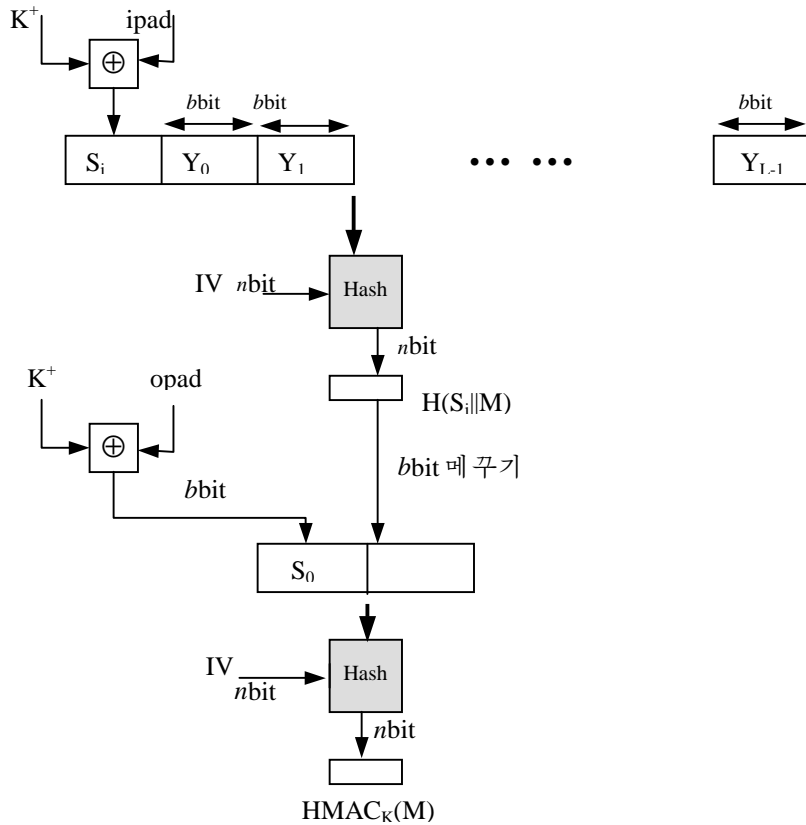 K+ ipad
⊕
bbit bbit bbit
Si Y0 Y1 ... ... YL-1
IV nbit Hash
nbit
K+ opad
H(Si||M)
⊕
bbit 메꾸기
bbit
S0
IV Hash
nbit
nbit
HMACK(M)